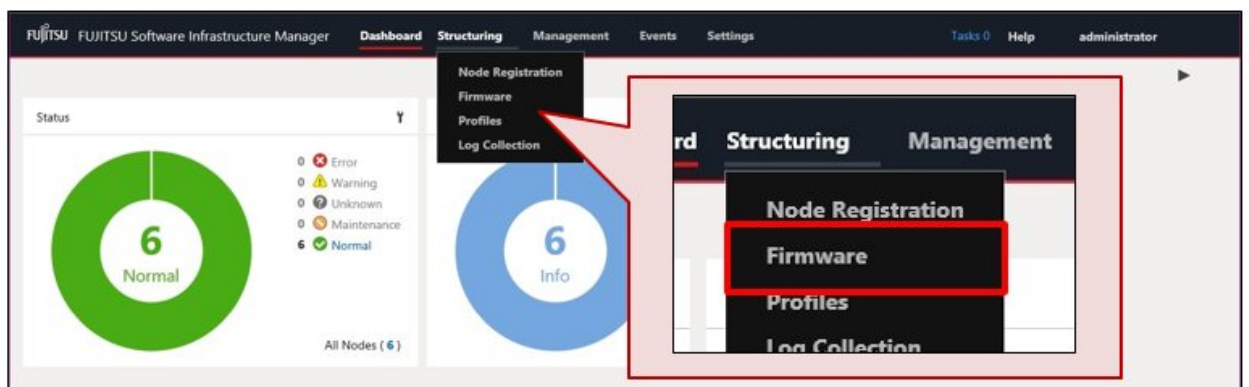 FUJITSU FUJITSU Software Infrastructure Manager Dashboard Structuring Management Events Settings Tasks 0 Help administrator
Node Registration
Firmware
Profiles
Log Collection
Status
0 Error
0 Warning
0 Unknown
0 Maintenance
6 Normal
6
Normal
All Nodes ( 6 )
6
Info
rd Structuring Management
Node Registration
Firmware
Profiles
Log Collection